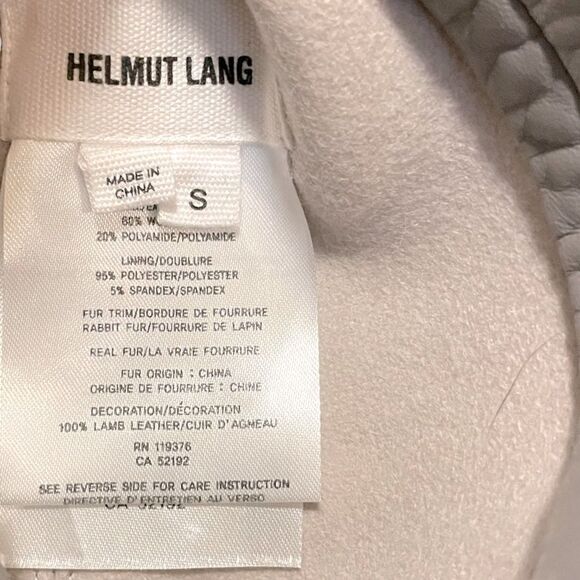 HELMUT LANG
MADE IN
CHINA
S
80% W
20% POLYAMIDE/POLYAMIDE
LINING/DOUBLURE
95% POLYESTER/POLYESTER
5% SPANDEX/SPANDEX
FUR TRIM/BORDURE DE FOURRURE
RABBIT FUR/FOURRURE DE LAPIN
REAL FUR/LA VRAIE FOURRURE
FUR ORIGIN : CHINA
ORIGINE DE FOURRURE : CHINE
DECORATION/DÉCORATION
100% LAMB LEATHER/CUIR D'AGNEAU
RN 119376
CA 52192
SEE REVERSE SIDE FOR CARE INSTRUCTION
DIRECTIVE D'ENTRETIEN AU VERSO
CA 52192